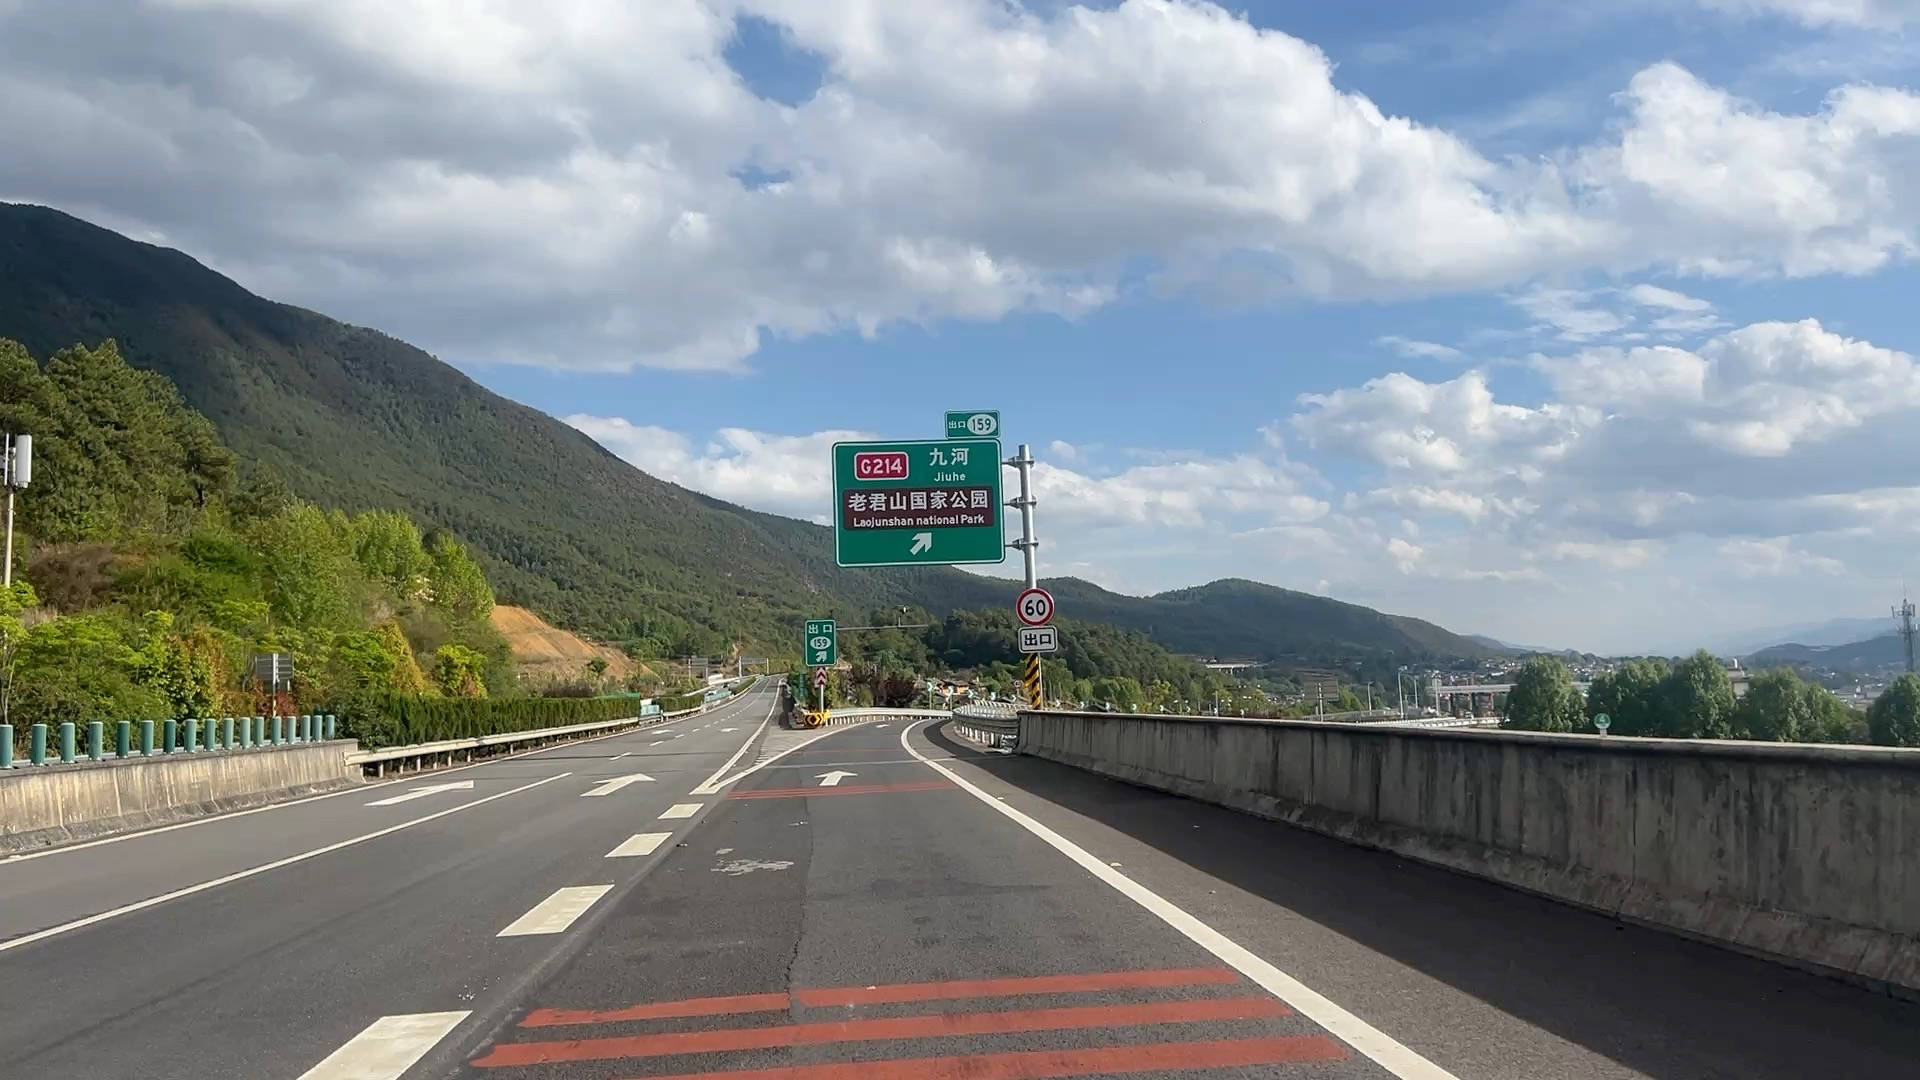 出口 159
G214 九河
Jiuhe
老君山国家公园
Laojunshan national Park
60
出口
出口
159